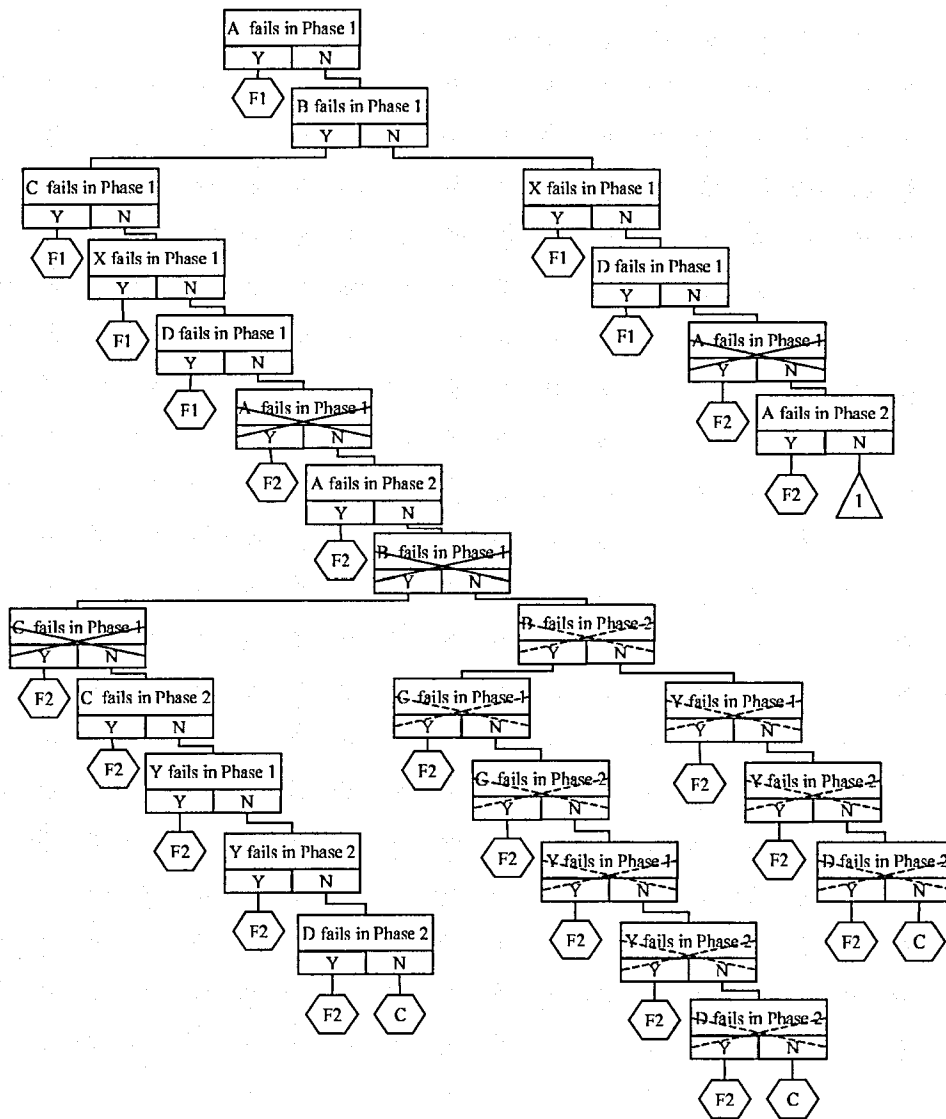 A fails in Phase 1
Y N
F1
B fails in Phase 1
Y N
C fails in Phase 1
Y N
F1
X fails in Phase 1
Y N
F1
D fails in Phase 1
Y N
F1
A fails in Phase 1
Y N
F2
A fails in Phase 2
Y N
F2
B fails in Phase 1
Y N
X fails in Phase 1
Y N
F1
D fails in Phase 1
Y N
F1
A fails in Phase 1
Y N
F2
A fails in Phase 2
Y N
F2
1
C fails in Phase 1
Y N
F2
C fails in Phase 2
Y N
F2
Y fails in Phase 1
Y N
F2
Y fails in Phase 2
Y N
F2
D fails in Phase 2
Y N
F2
C
B fails in Phase 2
Y N
C fails in Phase 1
Y N
F2
C fails in Phase 2
Y N
F2
Y fails in Phase 1
Y N
F2
Y fails in Phase 2
Y N
F2
D fails in Phase 2
Y N
F2
C
Y fails in Phase 1
Y N
F2
Y fails in Phase 2
Y N
F2
D fails in Phase 2
Y N
F2
C